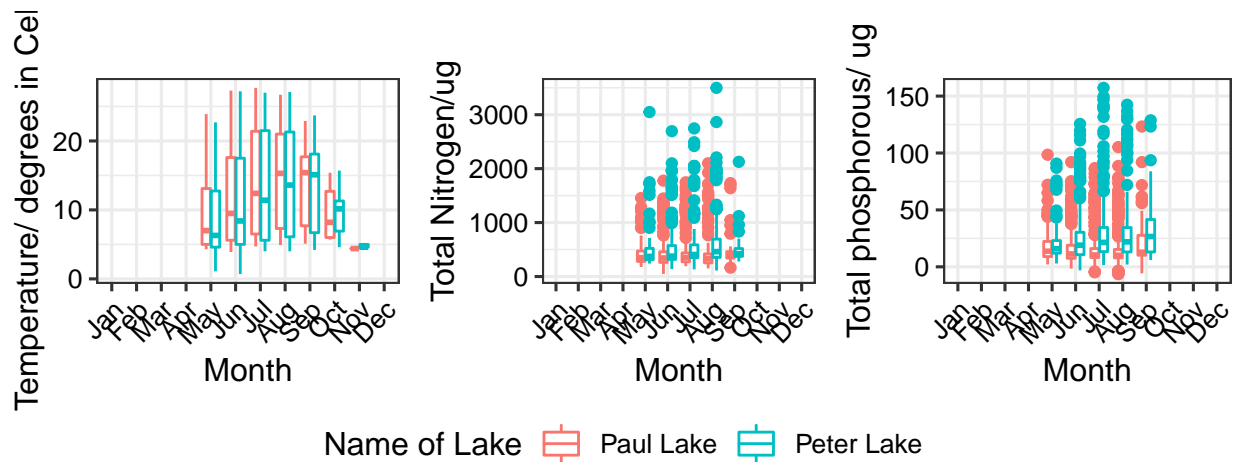 Temperature/ degrees in Cel
20
10
0
Jan
Feb
Mar
Apr
May
Jun
Jul
Aug
Sep
Oct
Nov
Dec
Month
Total Nitrogen/ug
3000
2000
1000
0
Jan
Feb
Mar
Apr
May
Jun
Jul
Aug
Sep
Oct
Nov
Dec
Month
Total phosphorous/ ug
150
100
50
0
Jan
Feb
Mar
Apr
May
Jun
Jul
Aug
Sep
Oct
Nov
Dec
Month
Name of Lake Paul Lake Peter Lake